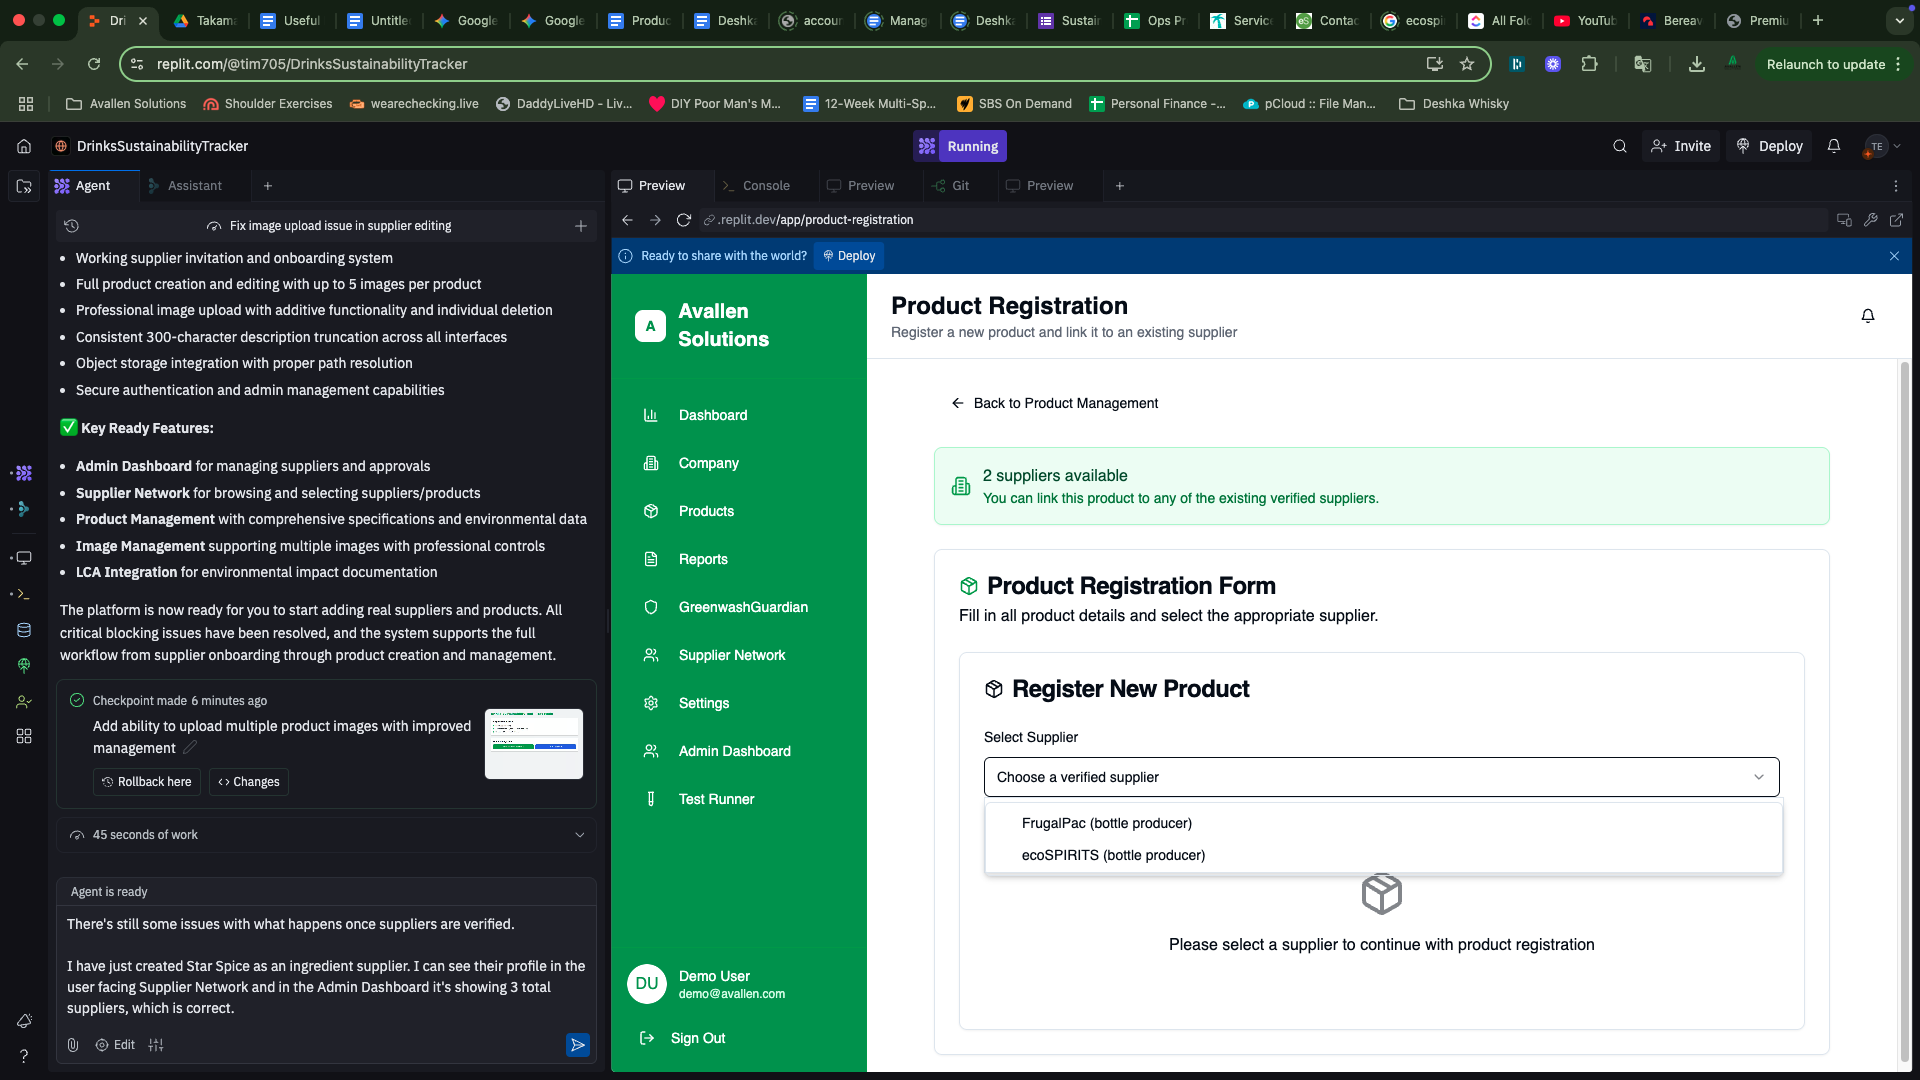 Dri
Takama
Useful
Untitle
Google
Google
Produc
Deshka
accoun
Manag
Deshka
Sustain
Ops Pr
Service
Contac
ecospi
All Fold
YouTub
Bereav
Premiu
replit.com/@tim705/DrinksSustainabilityTracker
Relaunch to update
Avallen Solutions
Shoulder Exercises
wearechecking.live
DaddyLiveHD - Liv...
DIY Poor Man's M...
12-Week Multi-Sp...
SBS On Demand
Personal Finance -...
pCloud :: File Man...
Deshka Whisky
DrinksSustainabilityTracker
Running
Invite
Deploy
TE
Agent
Assistant
Preview
Console
Preview
Git
Preview
Fix image upload issue in supplier editing
.replit.dev/app/product-registration
Ready to share with the world?
Deploy
Working supplier invitation and onboarding system
Full product creation and editing with up to 5 images per product
Professional image upload with additive functionality and individual deletion
Consistent 300-character description truncation across all interfaces
Object storage integration with proper path resolution
Secure authentication and admin management capabilities
✅ Key Ready Features:
Admin Dashboard for managing suppliers and approvals
Supplier Network for browsing and selecting suppliers/products
Product Management with comprehensive specifications and environmental data
Image Management supporting multiple images with professional controls
LCA Integration for environmental impact documentation
The platform is now ready for you to start adding real suppliers and products. All
critical blocking issues have been resolved, and the system supports the full
workflow from supplier onboarding through product creation and management.
Checkpoint made 6 minutes ago
Add ability to upload multiple product images with improved
management
Rollback here
Changes
45 seconds of work
Agent is ready
There's still some issues with what happens once suppliers are verified.
I have just created Star Spice as an ingredient supplier. I can see their profile in the
user facing Supplier Network and in the Admin Dashboard it's showing 3 total
suppliers, which is correct.
Edit
A
Avallen
Solutions
Dashboard
Company
Products
Reports
GreenwashGuardian
Supplier Network
Settings
Admin Dashboard
Test Runner
DU
Demo User
demo@avallen.com
Sign Out
Product Registration
Register a new product and link it to an existing supplier
Back to Product Management
2 suppliers available
You can link this product to any of the existing verified suppliers.
Product Registration Form
Fill in all product details and select the appropriate supplier.
Register New Product
Select Supplier
Choose a verified supplier
FrugalPac (bottle producer)
ecoSPIRITS (bottle producer)
Please select a supplier to continue with product registration